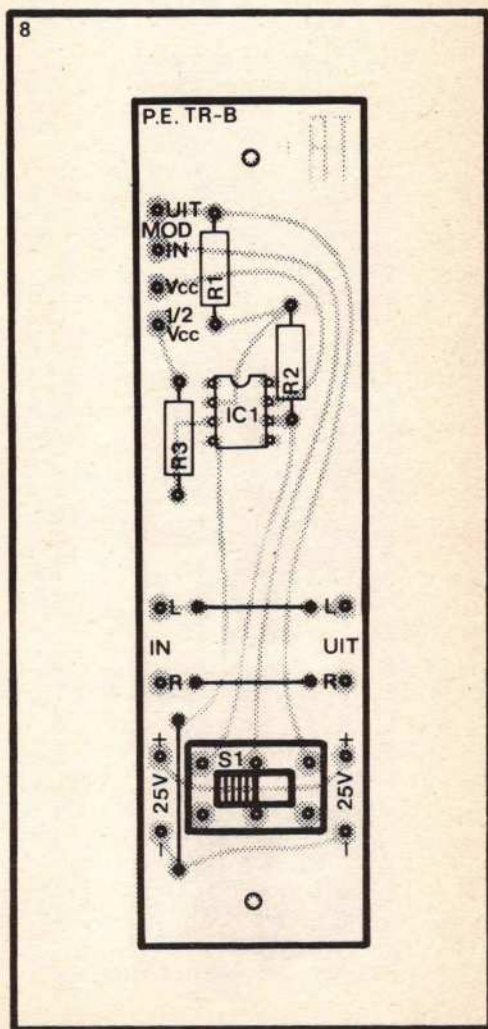 8
P.E. TR-B
UIT
MOD
IN
Vcc
1/2
Vcc
R1
R2
IC1
R3
L L
IN UIT
R R
S1
+ +
25V 25V
- -